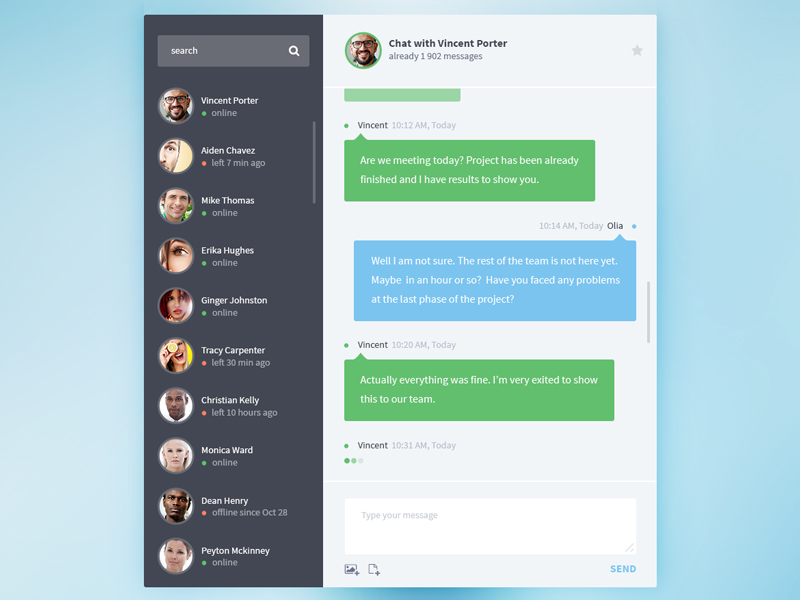 search
Vincent Porter
online
Aiden Chavez
left 7 min ago
Mike Thomas
online
Erika Hughes
online
Ginger Johnston
online
Tracy Carpenter
left 30 min ago
Christian Kelly
left 10 hours ago
Monica Ward
online
Dean Henry
offline since Oct 28
Peyton Mckinney
online
Chat with Vincent Porter
already 1 902 messages
Vincent 10:12 AM, Today
Are we meeting today? Project has been already
finished and I have results to show you.
10:14 AM, Today Olia
Well I am not sure. The rest of the team is not here yet.
Maybe in an hour or so? Have you faced any problems
at the last phase of the project?
Vincent 10:20 AM, Today
Actually everything was fine. I'm very exited to show
this to our team.
Vincent 10:31 AM, Today
Type your message
SEND